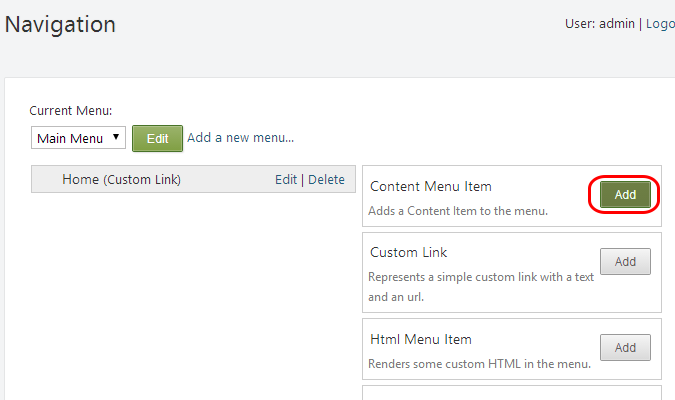 Navigation
User: admin | Logo
Current Menu:
Main Menu Edit Add a new menu...
Home (Custom Link) Edit | Delete
Content Menu Item Add
Adds a Content Item to the menu.
Custom Link Add
Represents a simple custom link with a text
and an url.
Html Menu Item Add
Renders some custom HTML in the menu.